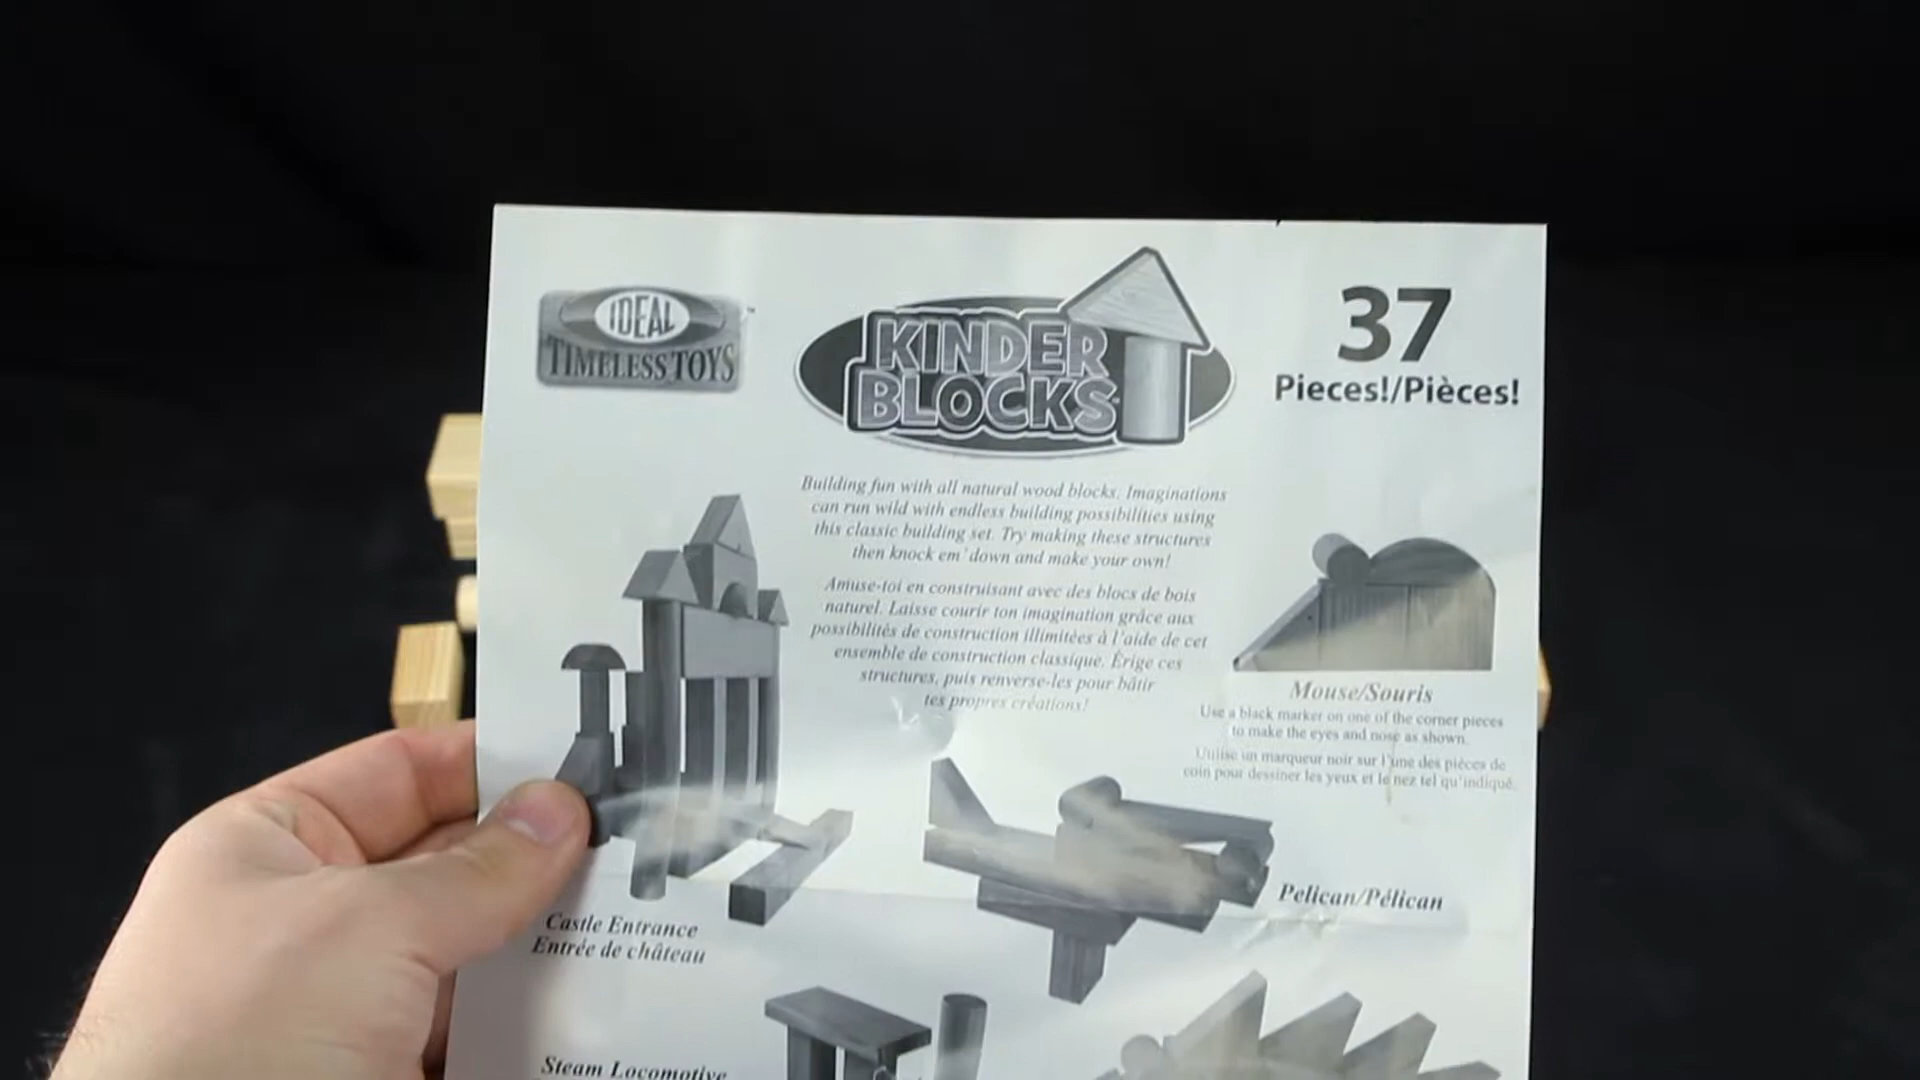 IDEAL
TIMELESS TOYS
™
KINDER
BLOCKS
37
Pieces!/Pièces!
Building fun with all natural wood blocks. Imaginations
can run wild with endless building possibilities using
this classic building set. Try making these structures
then knock em' down and make your own!
Amuse-toi en construisant avec des blocs de bois
naturel. Laisse courir ton imagination grâce aux
possibilités de construction illimitées à l'aide de cet
ensemble de construction classique. Érige ces
structures, puis renverse-les pour bâtir
tes propres créations!
Mouse/Souris
Use a black marker on one of the corner pieces
to make the eyes and nose as shown.
Utilise un marqueur noir sur l'une des pièces de
coin pour dessiner les yeux et le nez tel qu'indiqué.
Pelican/Pélican
Castle Entrance
Entrée de château
Steam Locomotive